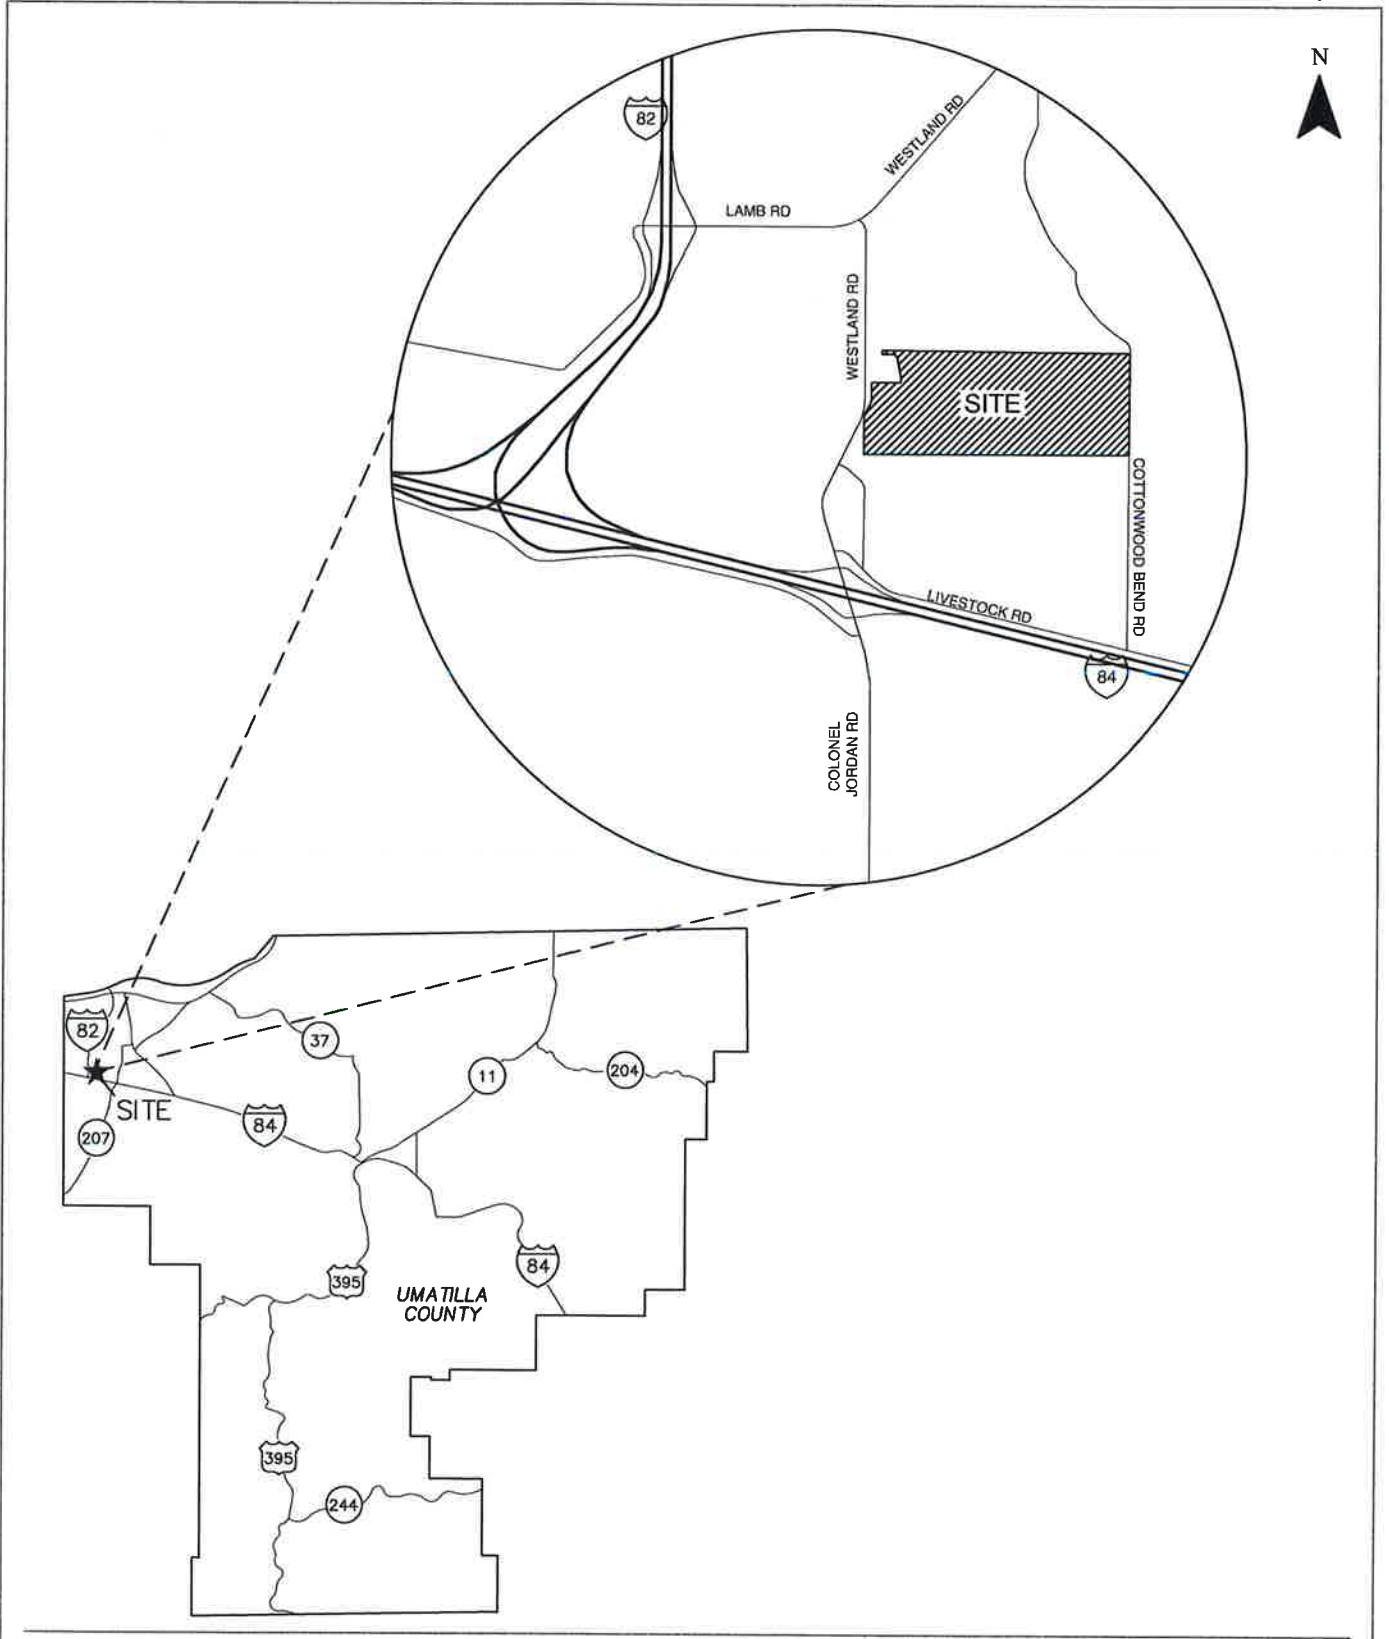 N
82
WESTLAND RD
LAMB RD
WESTLAND RD
SITE
COTTONWOOD BEND RD
LIVESTOCK RD
84
COLONEL
JORDAN RD
82
37
11
204
SITE
84
207
84
395
UMATILLA
COUNTY
395
244